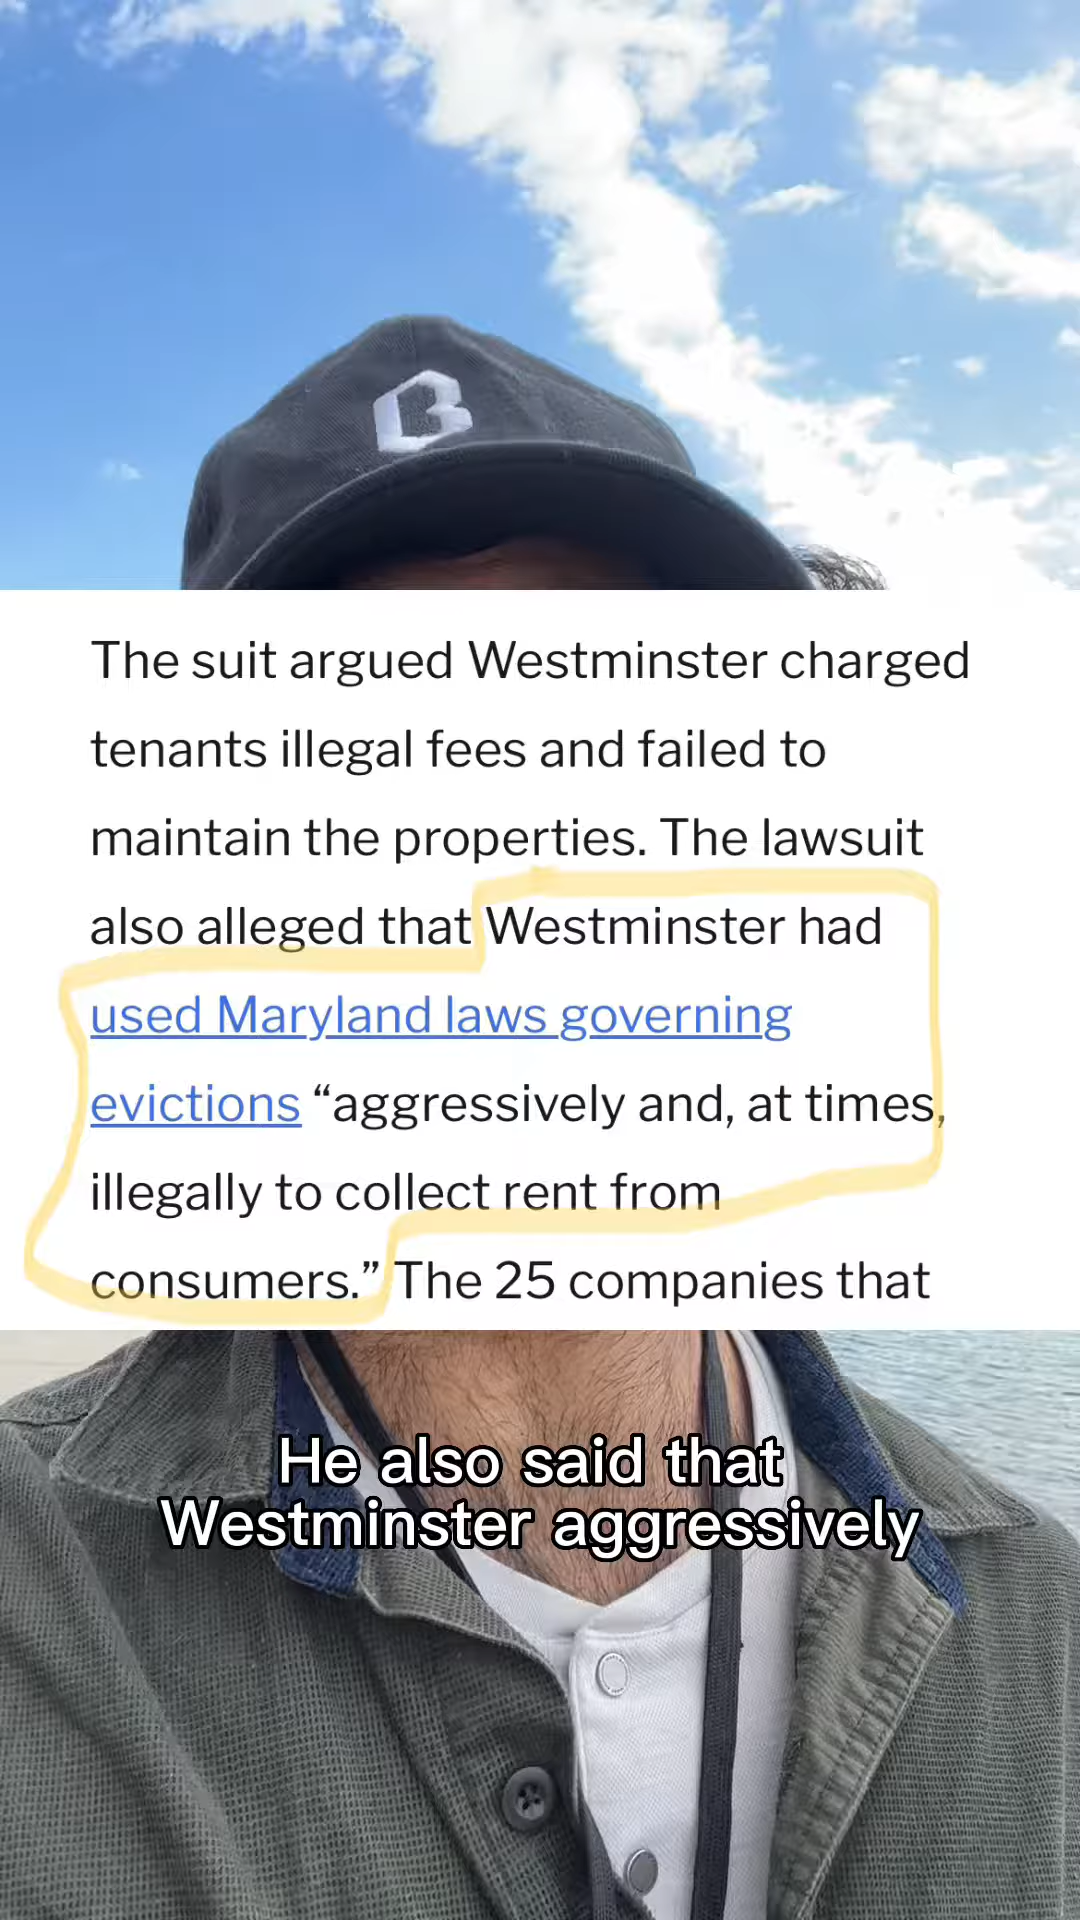 B
The suit argued Westminster charged
tenants illegal fees and failed to
maintain the properties. The lawsuit
also alleged that Westminster had
used Maryland laws governing
evictions “aggressively and, at times,
illegally to collect rent from
consumers.” The 25 companies that
He also said that
Westminster aggressively